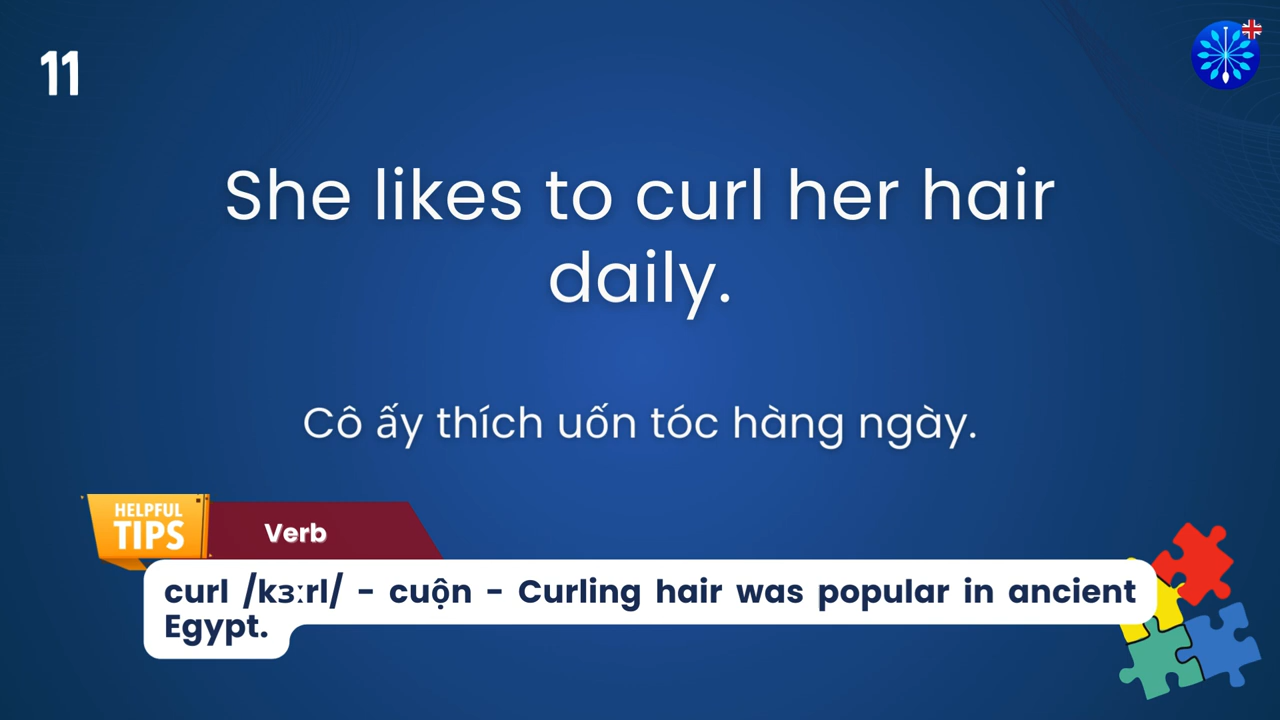 11
She likes to curl her hair
daily.
Cô ấy thích uốn tóc hàng ngày.
HELPFUL
TIPS
Verb
curl /kɜːrl/ - cuộn - Curling hair was popular in ancient
Egypt.